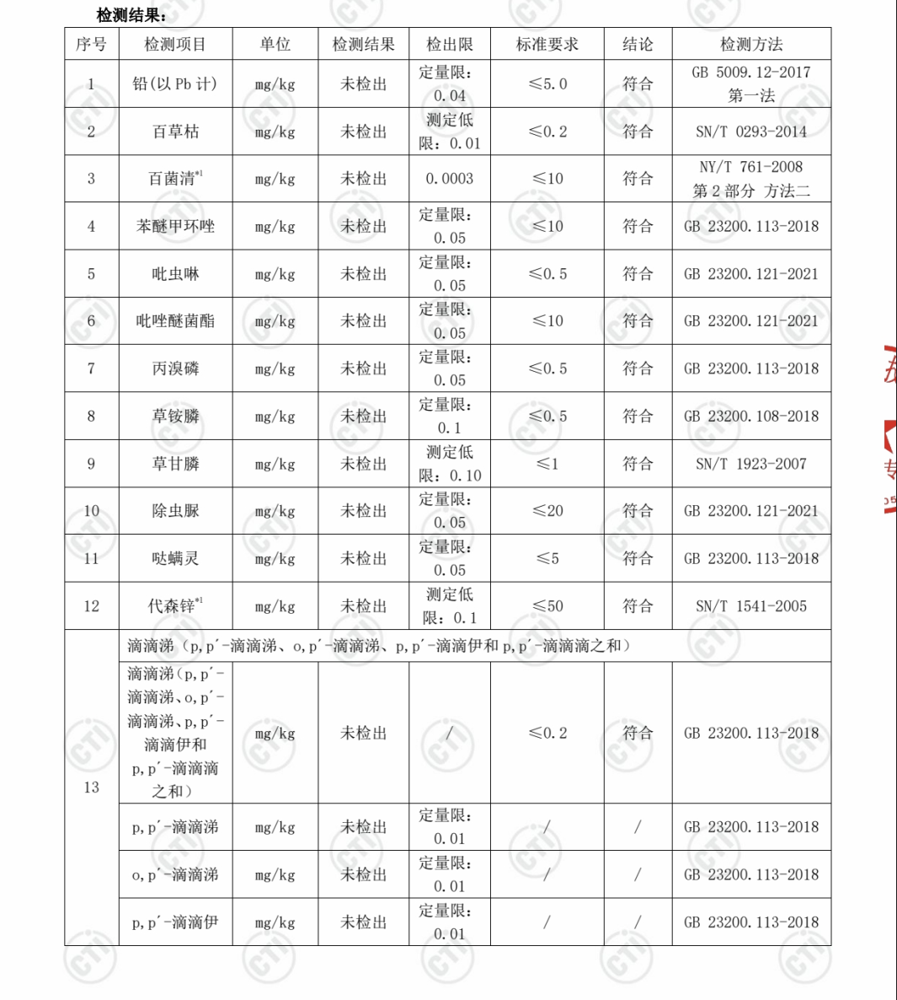 检测结果：
序号 检测项目 单位 检测结果 检出限 标准要求 结论 检测方法
1 铅(以 Pb 计) mg/kg 未检出 定量限： 0.04 ≤5.0 符合 GB 5009.12-2017 第一法
2 百草枯 mg/kg 未检出 测定低 限：0.01 ≤0.2 符合 SN/T 0293-2014
3 百菌清*1 mg/kg 未检出 0.0003 ≤10 符合 NY/T 761-2008 第 2 部分 方法二
4 苯醚甲环唑 mg/kg 未检出 定量限： 0.05 ≤10 符合 GB 23200.113-2018
5 吡虫啉 mg/kg 未检出 定量限： 0.05 ≤0.5 符合 GB 23200.121-2021
6 吡唑醚菌酯 mg/kg 未检出 定量限： 0.05 ≤10 符合 GB 23200.121-2021
7 丙溴磷 mg/kg 未检出 定量限： 0.05 ≤0.5 符合 GB 23200.113-2018
8 草铵膦 mg/kg 未检出 定量限： 0.1 ≤0.5 符合 GB 23200.108-2018
9 草甘膦 mg/kg 未检出 测定低 限：0.10 ≤1 符合 SN/T 1923-2007
10 除虫脲 mg/kg 未检出 定量限： 0.05 ≤20 符合 GB 23200.121-2021
11 哒螨灵 mg/kg 未检出 定量限： 0.05 ≤5 符合 GB 23200.113-2018
12 代森锌*1 mg/kg 未检出 测定低 限：0.1 ≤50 符合 SN/T 1541-2005
13 滴滴涕（p,p′-滴滴涕、o,p′-滴滴涕、p,p′-滴滴伊和 p,p′-滴滴滴之和）
滴滴涕（p,p′-
滴滴涕、o,p′-
滴滴涕、p,p′-
滴滴伊和
p,p′-滴滴滴
之和） mg/kg 未检出 / ≤0.2 符合 GB 23200.113-2018
p,p′-滴滴涕 mg/kg 未检出 定量限： 0.01 / / GB 23200.113-2018
o,p′-滴滴涕 mg/kg 未检出 定量限： 0.01 / / GB 23200.113-2018
p,p′-滴滴伊 mg/kg 未检出 定量限： 0.01 / / GB 23200.113-2018
CTI